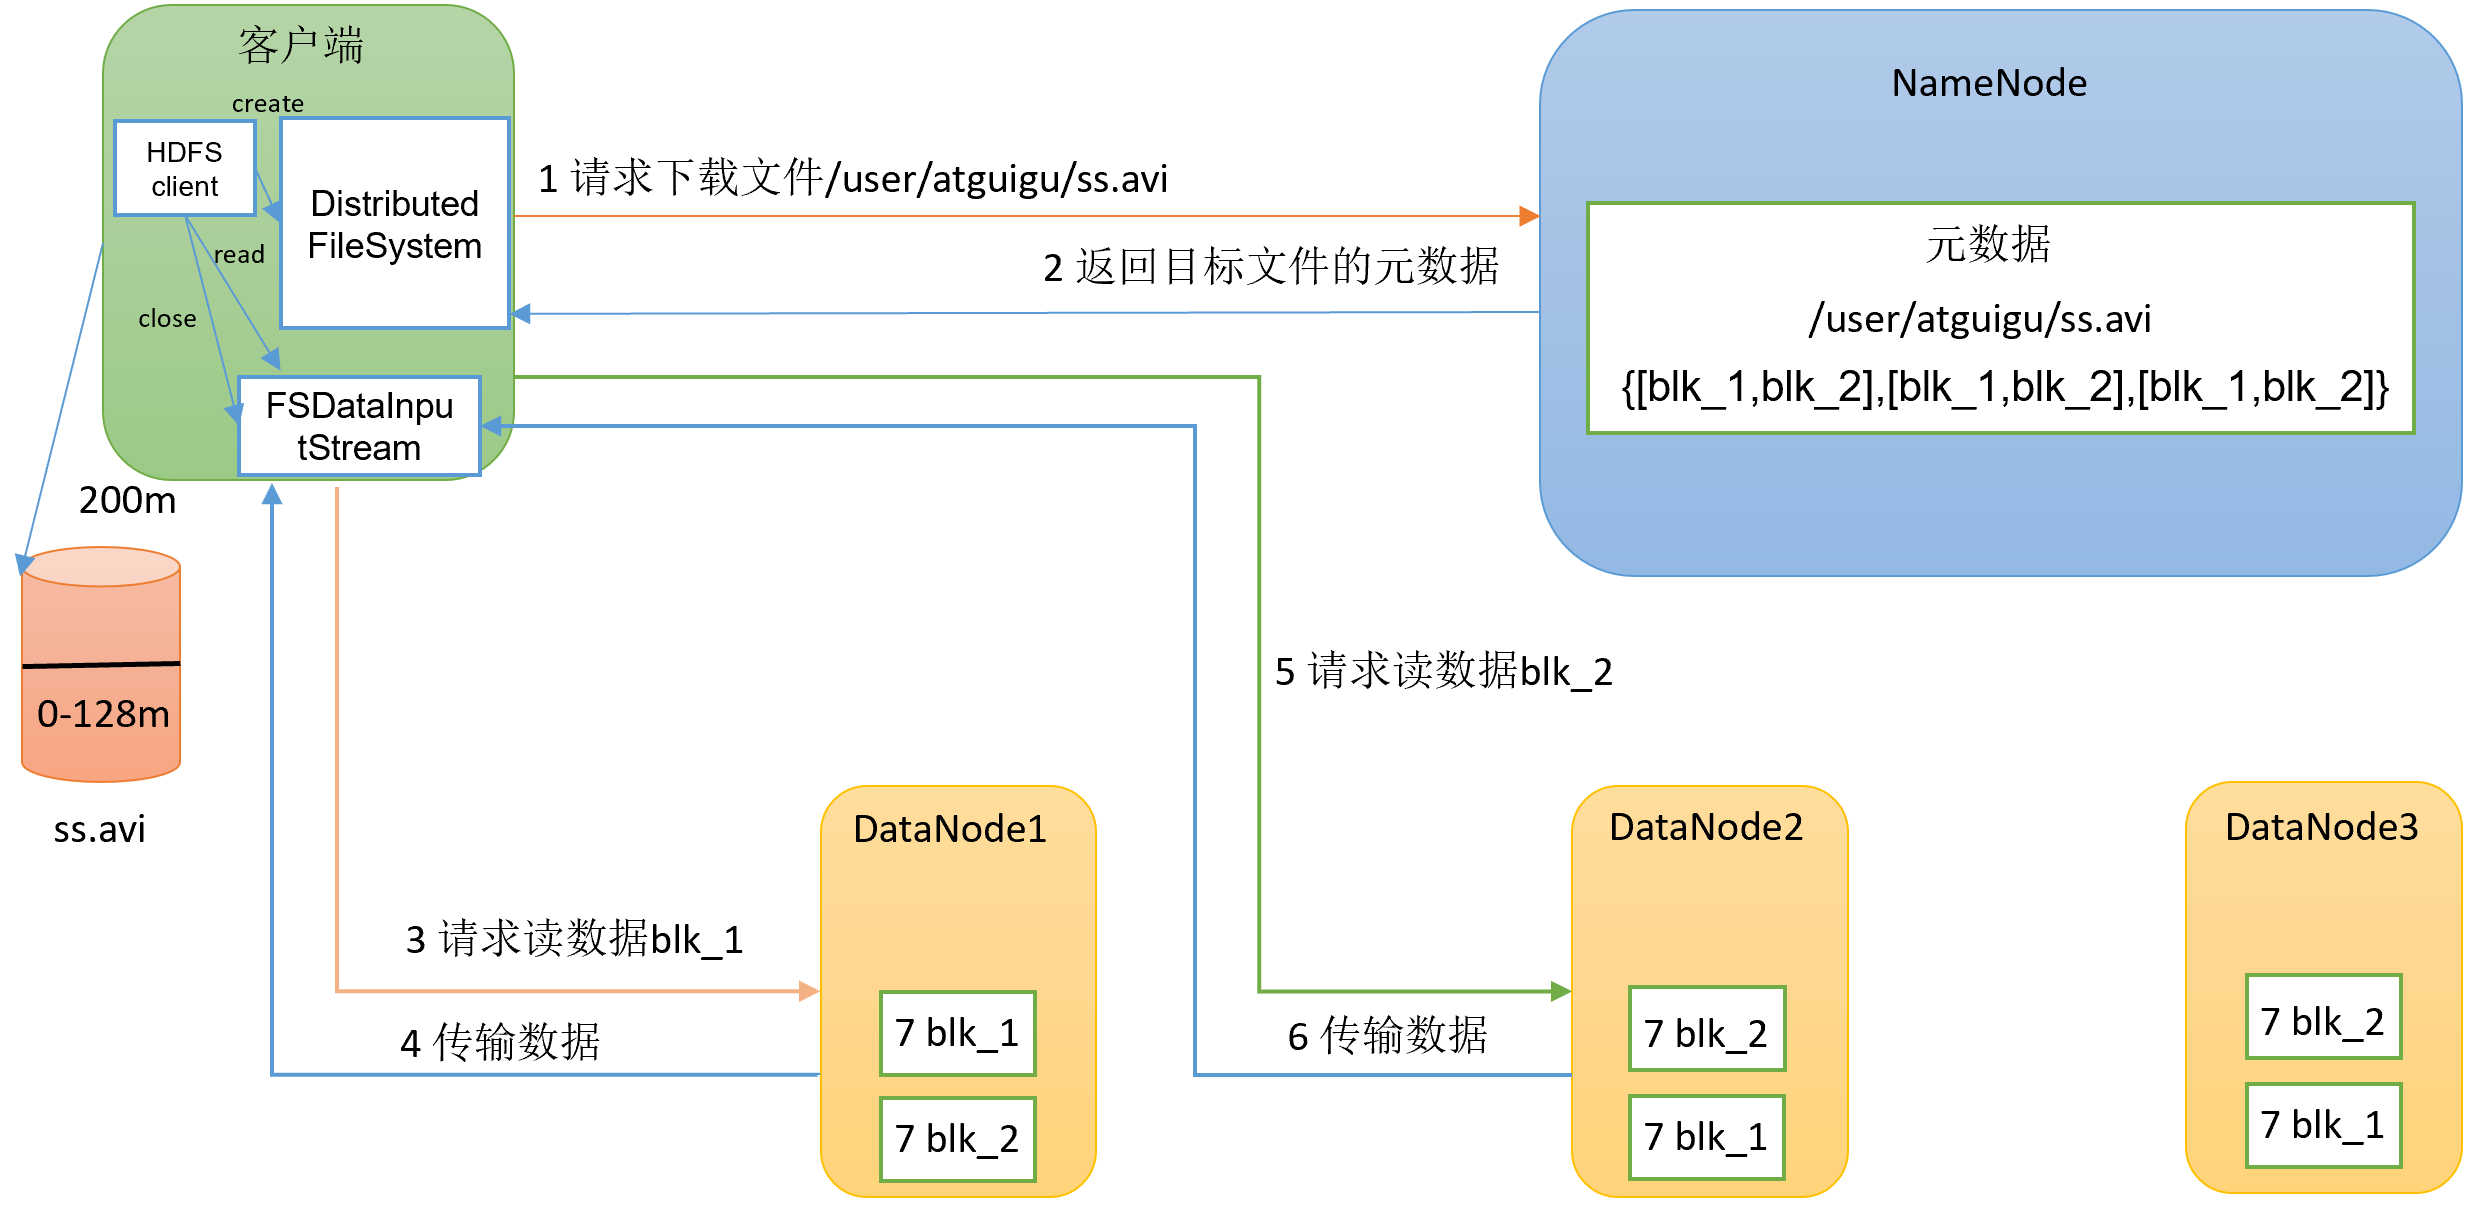 客户端
create
HDFS
client
Distributed
FileSystem
read
close
FSDataInpu
tStream
200m
0-128m
ss.avi
1 请求下载文件/user/atguigu/ss.avi
2 返回目标文件的元数据
NameNode
元数据
/user/atguigu/ss.avi
{[blk_1,blk_2],[blk_1,blk_2],[blk_1,blk_2]}
3 请求读数据blk_1
4 传输数据
5 请求读数据blk_2
6 传输数据
DataNode1
7 blk_1
7 blk_2
DataNode2
7 blk_2
7 blk_1
DataNode3
7 blk_2
7 blk_1